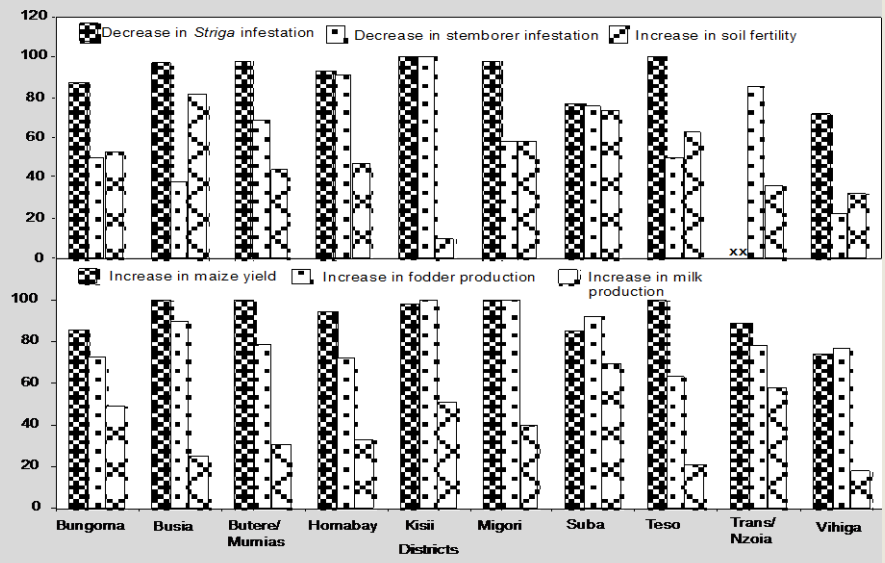 120
Decrease in Striga infestation Decrease in stemborer infestation Increase in soil fertility
100
80
60
40
20
0
xx
Increase in maize yield Increase in fodder production Increase in milk
production
100
80
60
40
20
0
Bungoma Busia Butere/ Homabay Kisii Migori Suba Teso Trans/ Vihiga
Mumias Nzoia
Districts